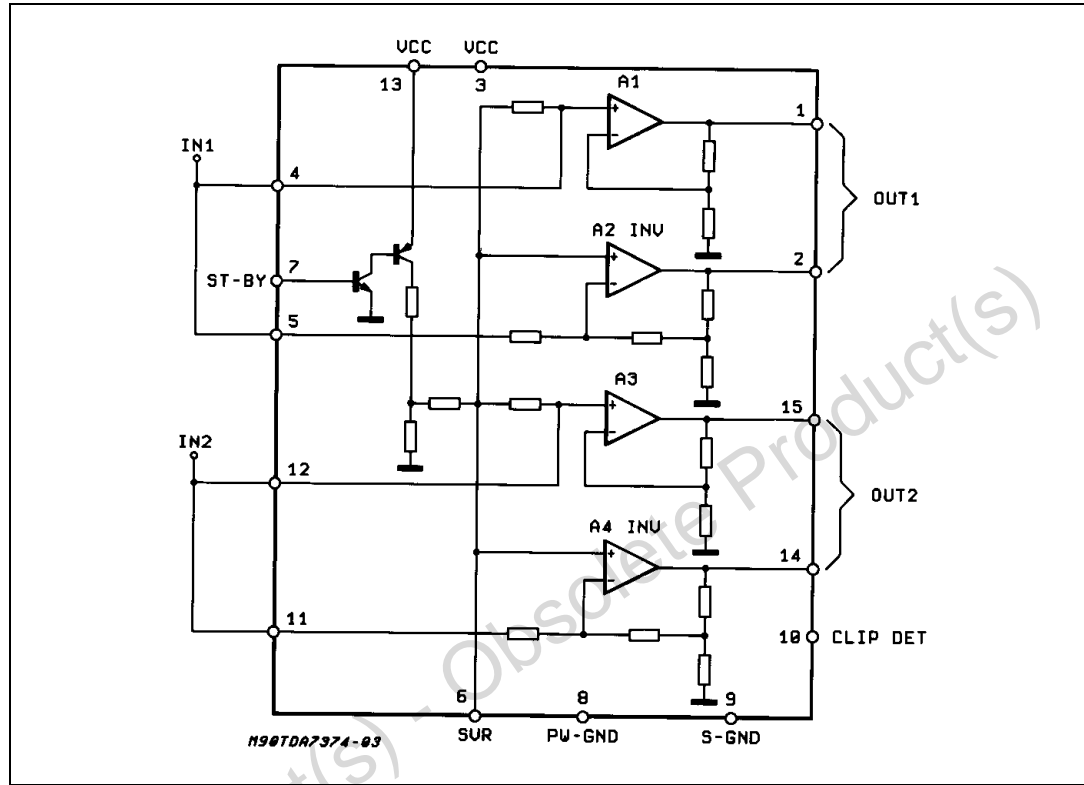 VCC VCC
13 3
A1
1
IN1
4
OUT1
A2 INV
7
ST-BY
2
5
A3
15
IN2
12
OUT2
A4 INV
14
11
10 CLIP DET
6 8 9
SVR PW-GND S-GND
M90TDA7374-03
ct(s) - Obsolete Product(s)